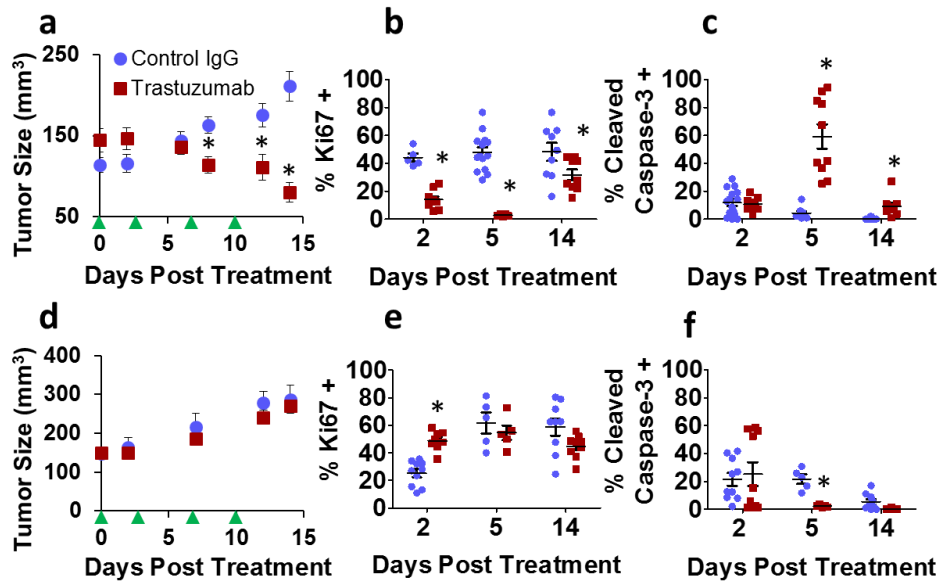 a
Tumor Size (mm³)
250
150
50
Control IgG
Trastuzumab
*
*
*
0
5
10
15
Days Post Treatment
b
% Ki67 +
100
80
60
40
20
0
*
*
*
2
5
14
Days Post Treatment
c
% Cleaved
Caspase-3 +
100
80
60
40
20
0
*
*
2
5
14
Days Post Treatment
d
Tumor Size (mm³)
400
300
200
100
0
0
5
10
15
Days Post Treatment
e
% Ki67 +
100
80
60
40
20
0
*
2
5
14
Days Post Treatment
f
% Cleaved
Caspase-3 +
100
80
60
40
20
0
*
2
5
14
Days Post Treatment